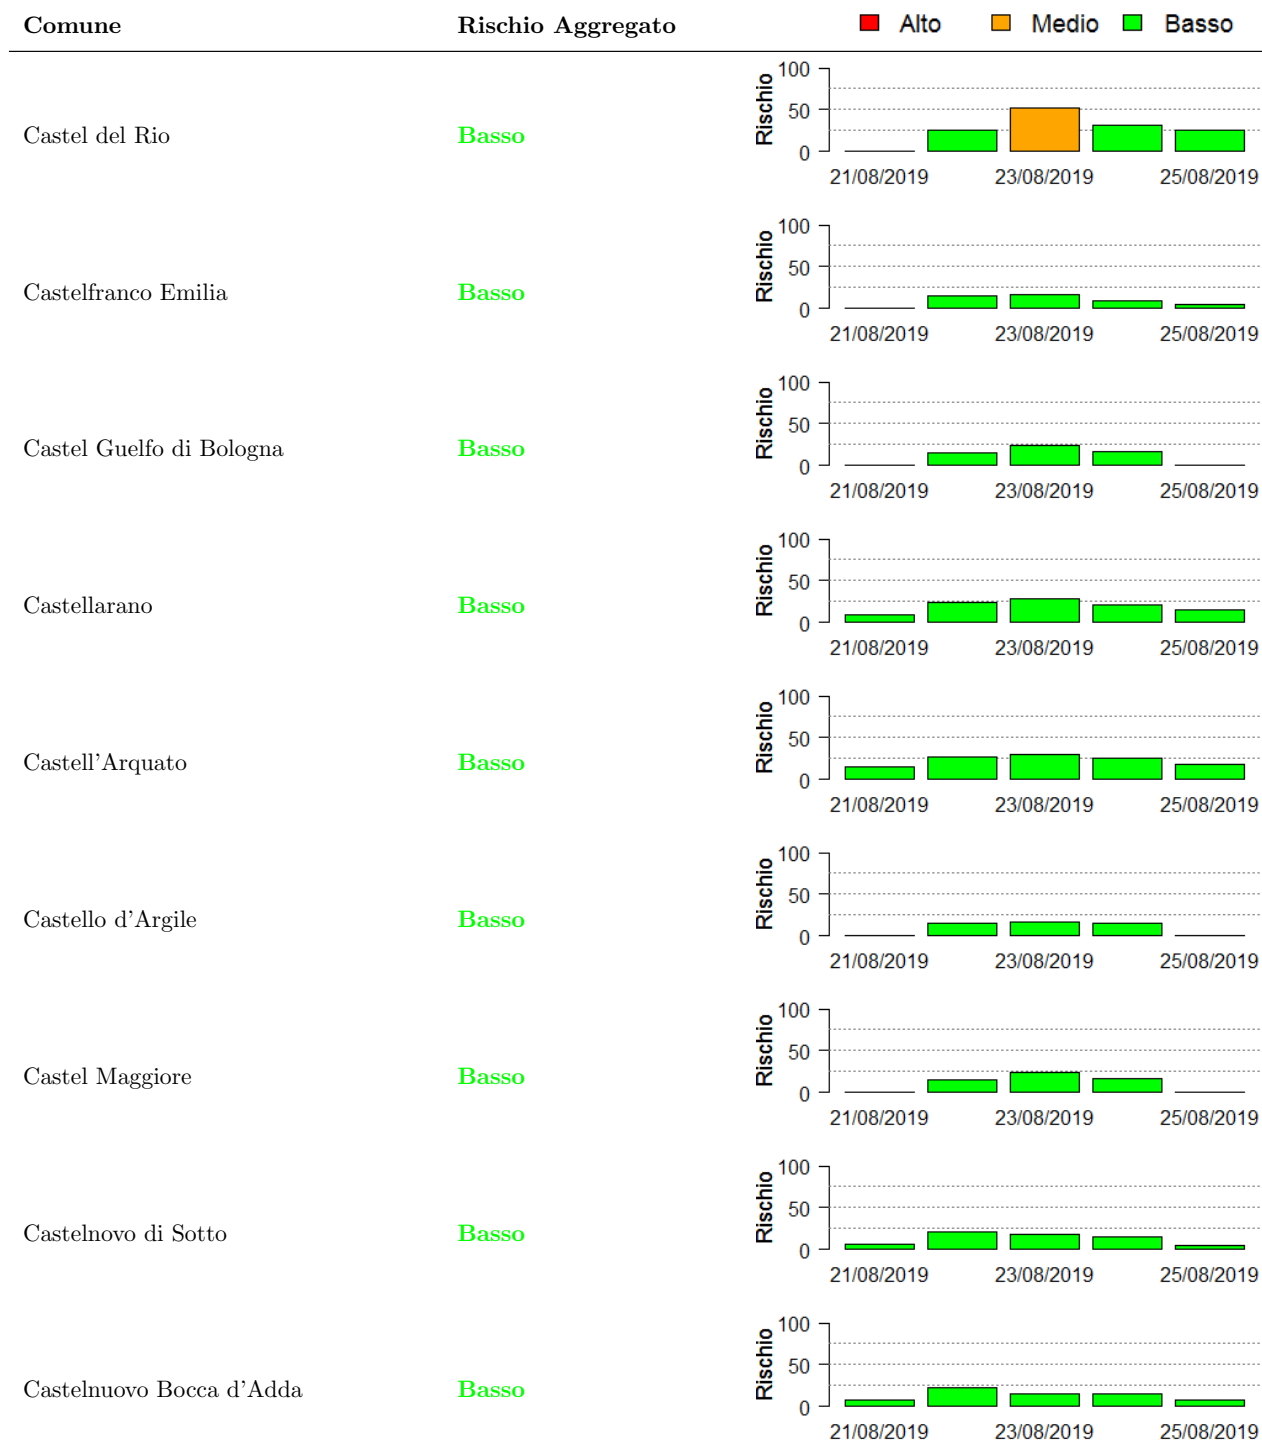 Comune Rischio Aggregato Alto Medio Basso
100
50
0
Rischio
Castel del Rio Basso
21/08/2019 23/08/2019 25/08/2019
100
50
0
Rischio
Castelfranco Emilia Basso
21/08/2019 23/08/2019 25/08/2019
100
50
0
Rischio
Castel Guelfo di Bologna Basso
21/08/2019 23/08/2019 25/08/2019
100
50
0
Rischio
Castellarano Basso
21/08/2019 23/08/2019 25/08/2019
100
50
0
Rischio
Castell'Arquato Basso
21/08/2019 23/08/2019 25/08/2019
100
50
0
Rischio
Castello d'Argile Basso
21/08/2019 23/08/2019 25/08/2019
100
50
0
Rischio
Castel Maggiore Basso
21/08/2019 23/08/2019 25/08/2019
100
50
0
Rischio
Castelnovo di Sotto Basso
21/08/2019 23/08/2019 25/08/2019
100
50
0
Rischio
Castelnuovo Bocca d'Adda Basso
21/08/2019 23/08/2019 25/08/2019